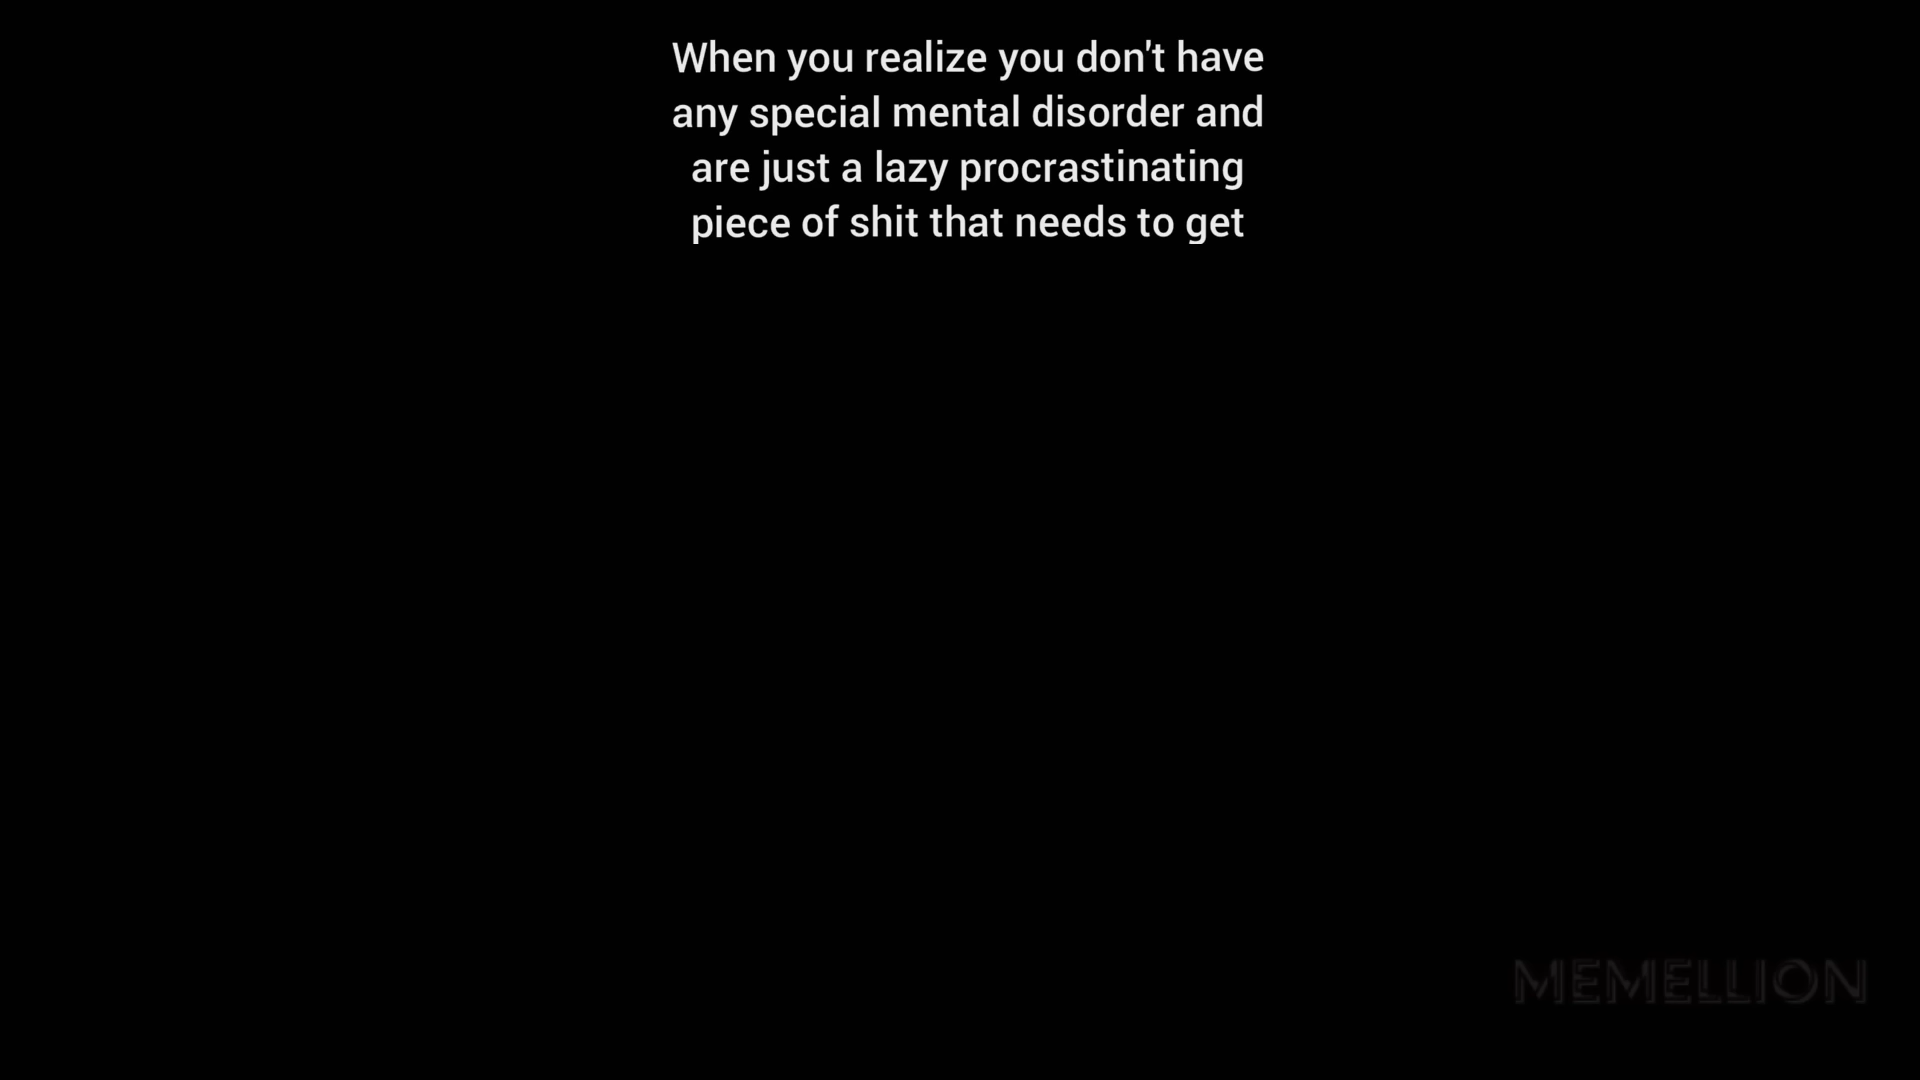 When you realize you don't have
any special mental disorder and
are just a lazy procrastinating
piece of shit that needs to get
MEMELLION